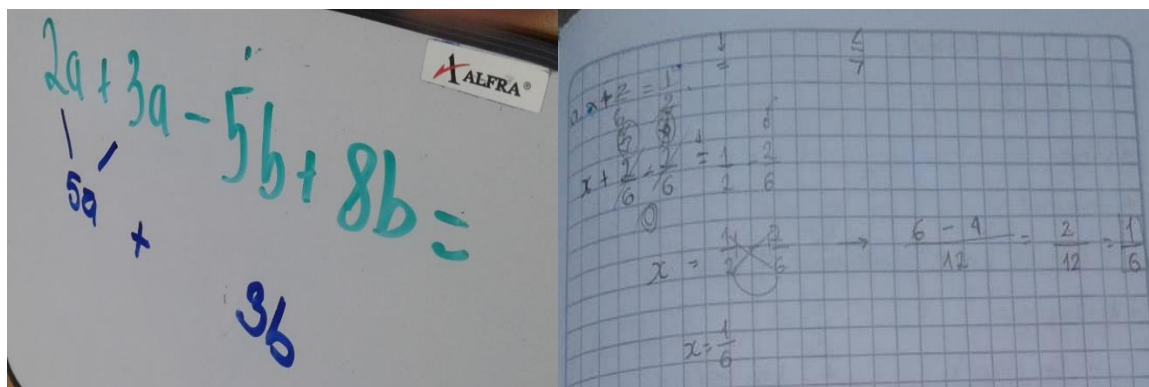 2a + 3a - 5b + 8b =
5a + 3b
ALFRA®
x + 2/6 = 1/2
x + 2/6 - 2/6 = 1/2 - 2/6
0
x = 1/2 2/6 → 6 - 4/12 = 2/12 = 1/6
x = 1/6